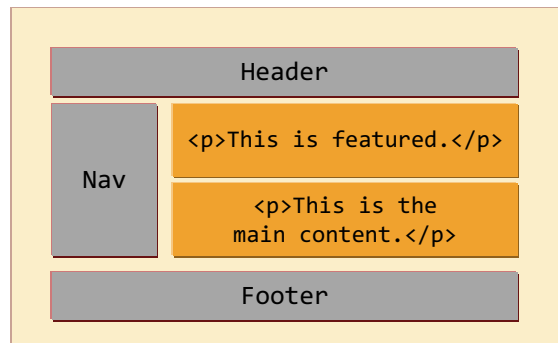 Header
Nav
<p>This is featured.</p>
<p>This is the
main content.</p>
Footer